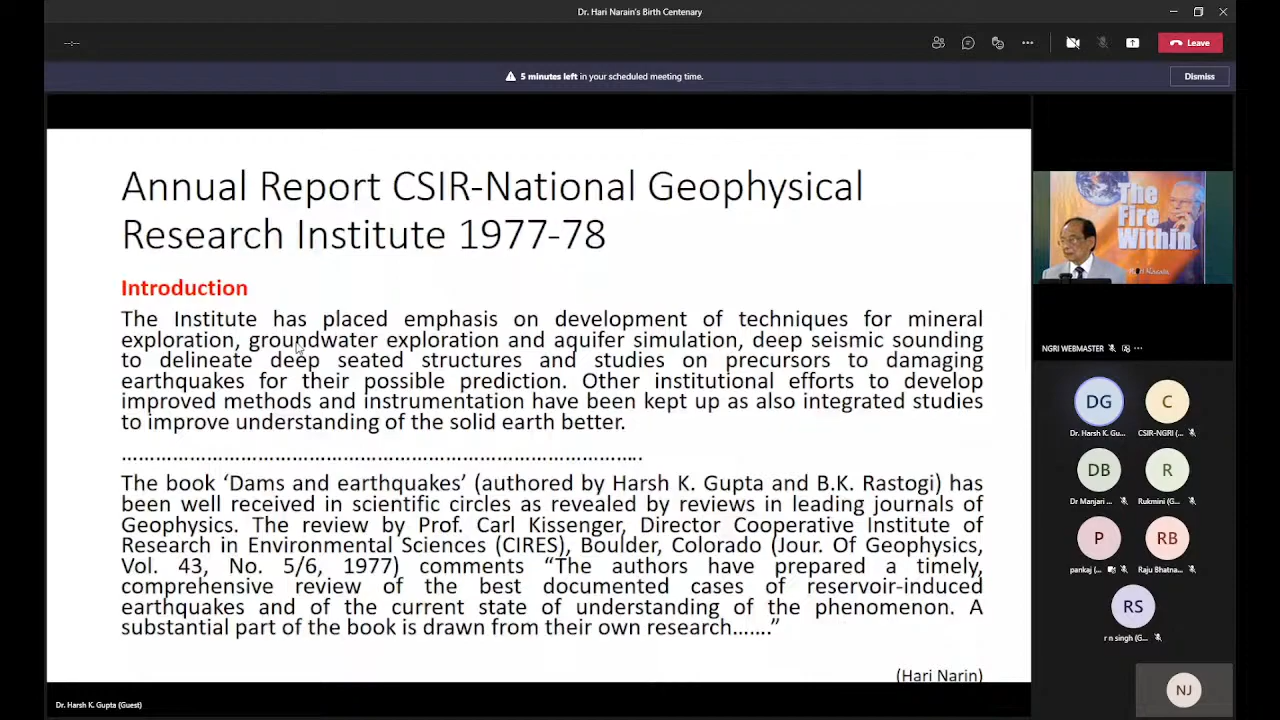 Dr. Hari Narain's Birth Centenary
--:--
Leave
5 minutes left in your scheduled meeting time.
Dismiss
Annual Report CSIR-National Geophysical
Research Institute 1977-78
Introduction
The Institute has placed emphasis on development of techniques for mineral
exploration, groundwater exploration and aquifer simulation, deep seismic sounding
to delineate deep seated structures and studies on precursors to damaging
earthquakes for their possible prediction. Other institutional efforts to develop
improved methods and instrumentation have been kept up as also integrated studies
to improve understanding of the solid earth better.
……………………………………………………………………………….
The book ‘Dams and earthquakes’ (authored by Harsh K. Gupta and B.K. Rastogi) has
been well received in scientific circles as revealed by reviews in leading journals of
Geophysics. The review by Prof. Carl Kissenger, Director Cooperative Institute of
Research in Environmental Sciences (CIRES), Boulder, Colorado (Jour. Of Geophysics,
Vol. 43, No. 5/6, 1977) comments “The authors have prepared a timely,
comprehensive review of the best documented cases of reservoir-induced
earthquakes and of the current state of understanding of the phenomenon. A
substantial part of the book is drawn from their own research…….”
(Hari Narin)
Dr. Harsh K. Gupta (Guest)
The
Fire
Within
NGRI WEBMASTER
DG
C
Dr. Harsh K. Gu...
CSIR-NGRI (...
DB
R
Dr Manjari ...
Rukmini (G...
P
RB
pankaj (...
Raju Bhatna...
RS
r n singh (G...
NJ